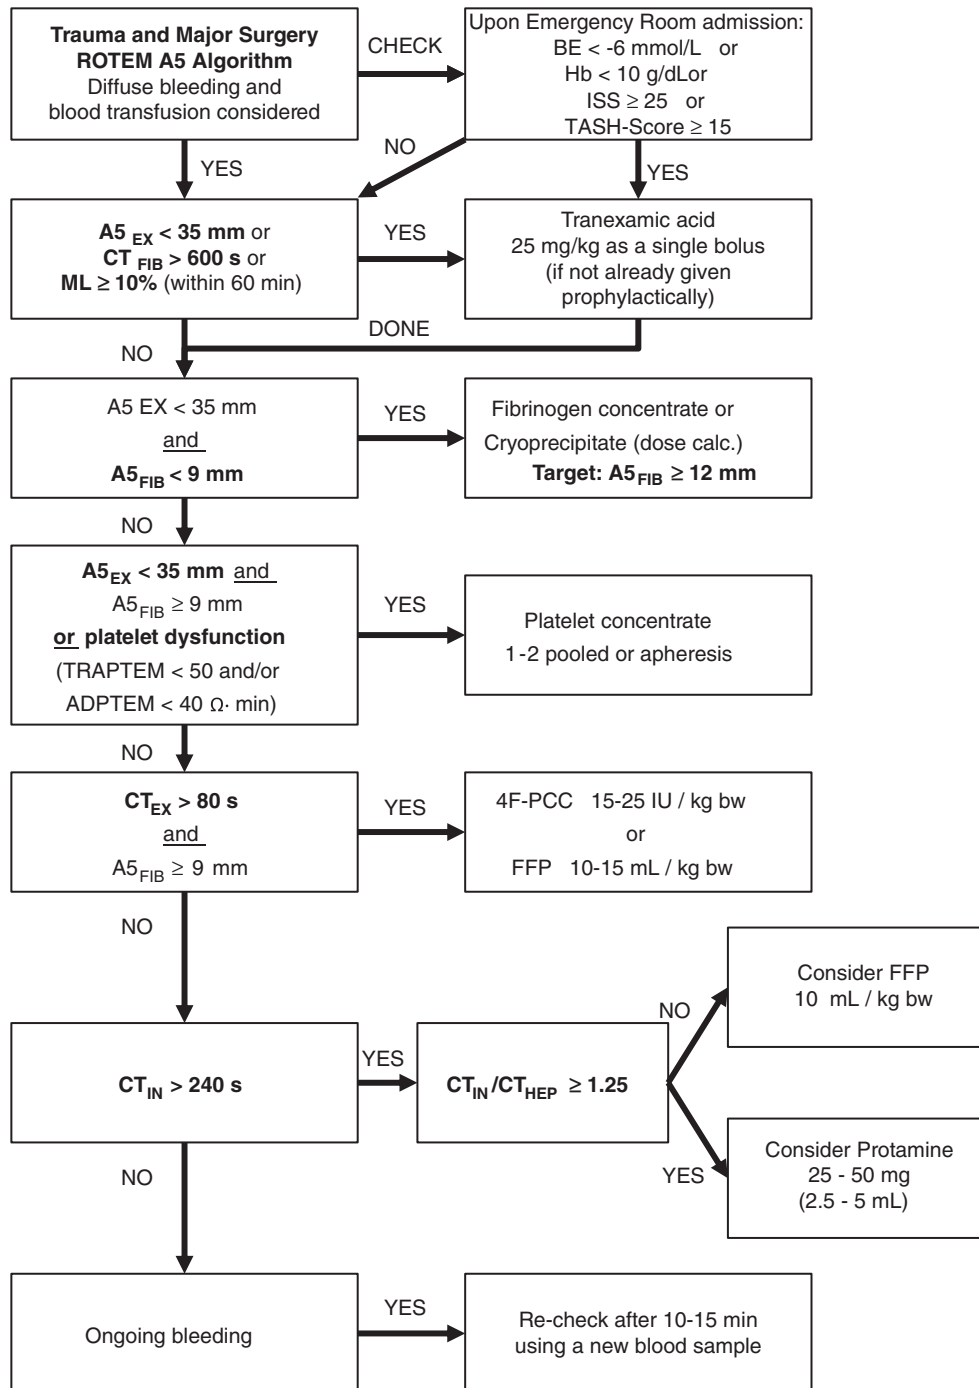 Trauma and Major Surgery
ROTEM A5 Algorithm
Diffuse bleeding and
blood transfusion considered
CHECK
Upon Emergency Room admission:
BE < -6 mmol/L or
Hb < 10 g/dLor
ISS ≥ 25 or
TASH-Score ≥ 15
NO
YES
YES
A5 EX < 35 mm or
CT FIB > 600 s or
ML ≥ 10% (within 60 min)
YES
Tranexamic acid
25 mg/kg as a single bolus
(if not already given
prophylactically)
DONE
NO
A5 EX < 35 mm
and
A5FIB < 9 mm
YES
Fibrinogen concentrate or
Cryoprecipitate (dose calc.)
Target: A5FIB ≥ 12 mm
NO
A5EX < 35 mm and
A5FIB ≥ 9 mm
or platelet dysfunction
(TRAPTEM < 50 and/or
ADPTEM < 40 Ω· min)
YES
Platelet concentrate
1-2 pooled or apheresis
NO
CTEX > 80 s
and
A5FIB ≥ 9 mm
YES
4F-PCC 15-25 IU / kg bw
or
FFP 10-15 mL / kg bw
NO
CTIN > 240 s
YES
CTIN/CTHEP ≥ 1.25
NO
Consider FFP
10 mL / kg bw
YES
Consider Protamine
25 - 50 mg
(2.5 - 5 mL)
NO
Ongoing bleeding
YES
Re-check after 10-15 min
using a new blood sample